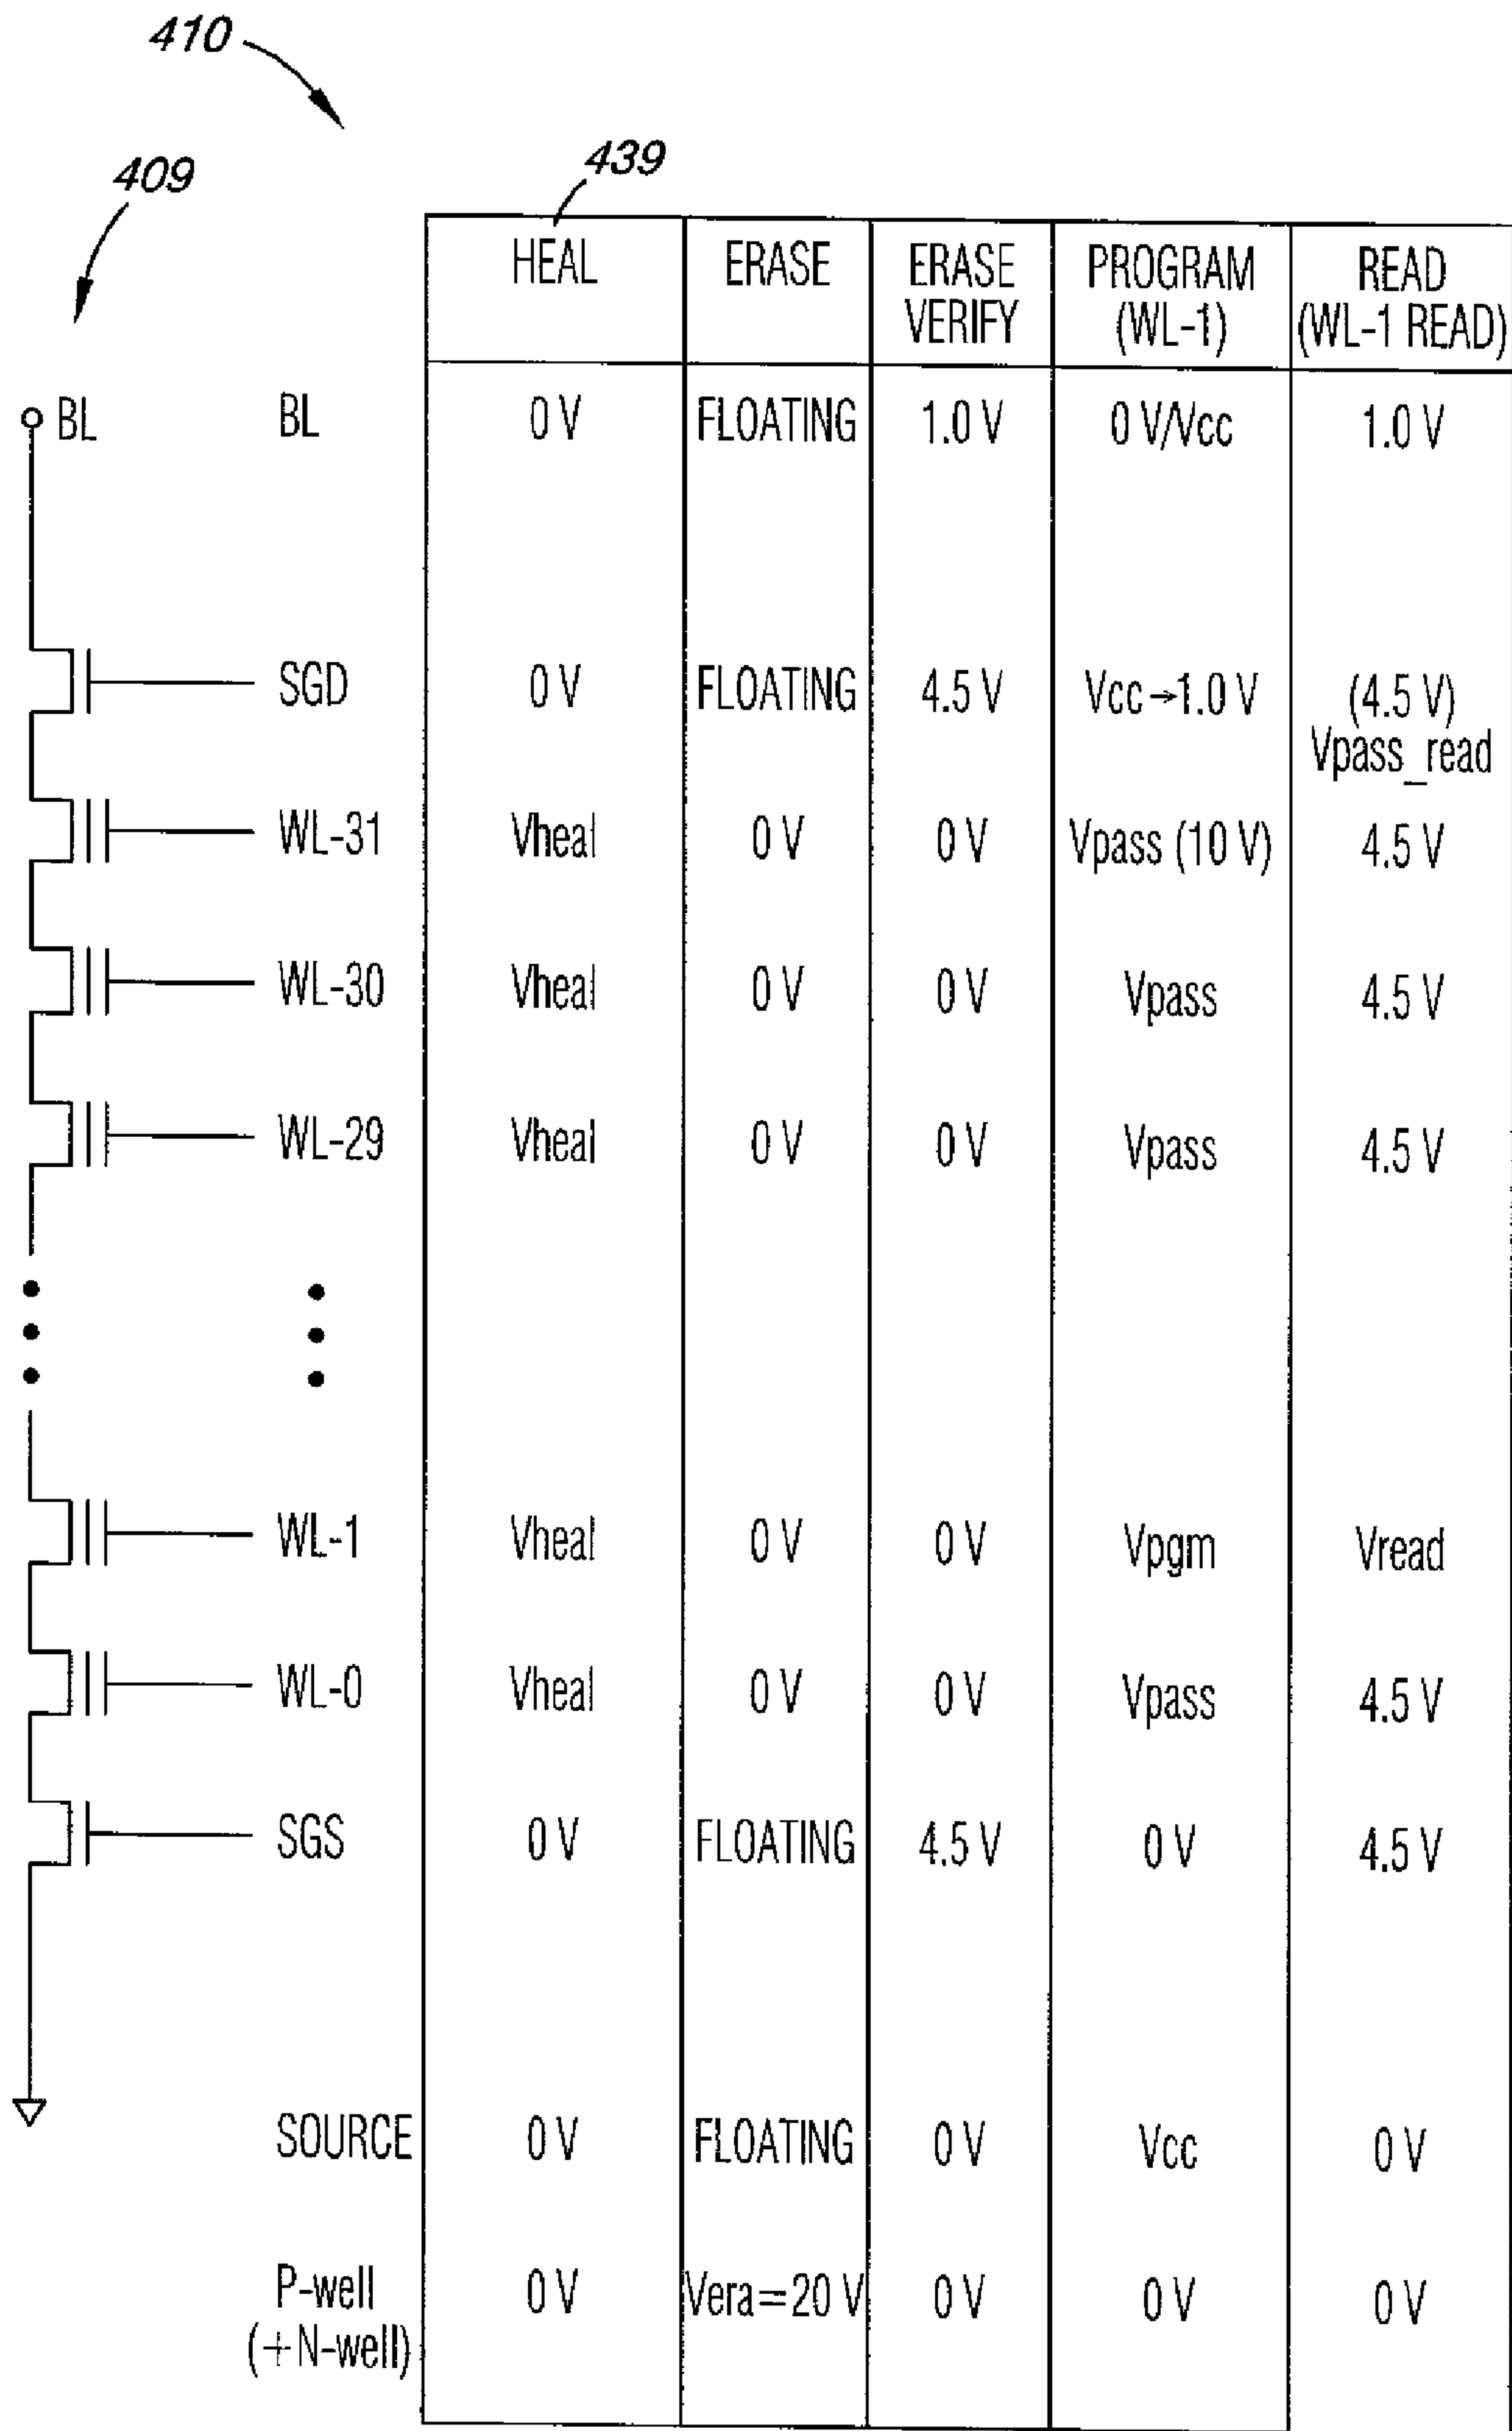 410
409
439
HEAL ERASE ERASE VERIFY PROGRAM (WL-1) READ (WL-1 READ)
BL BL 0 V FLOATING 1.0 V 0 V/Vcc 1.0 V
SGD 0 V FLOATING 4.5 V Vcc→1.0 V (4.5 V) Vpass_read
WL-31 Vheal 0 V 0 V Vpass (10 V) 4.5 V
WL-30 Vheal 0 V 0 V Vpass 4.5 V
WL-29 Vheal 0 V 0 V Vpass 4.5 V
WL-1 Vheal 0 V 0 V Vpgm Vread
WL-0 Vheal 0 V 0 V Vpass 4.5 V
SGS 0 V FLOATING 4.5 V 0 V 4.5 V
SOURCE 0 V FLOATING 0 V Vcc 0 V
P-well (+N-well) 0 V Vera=20 V 0 V 0 V 0 V